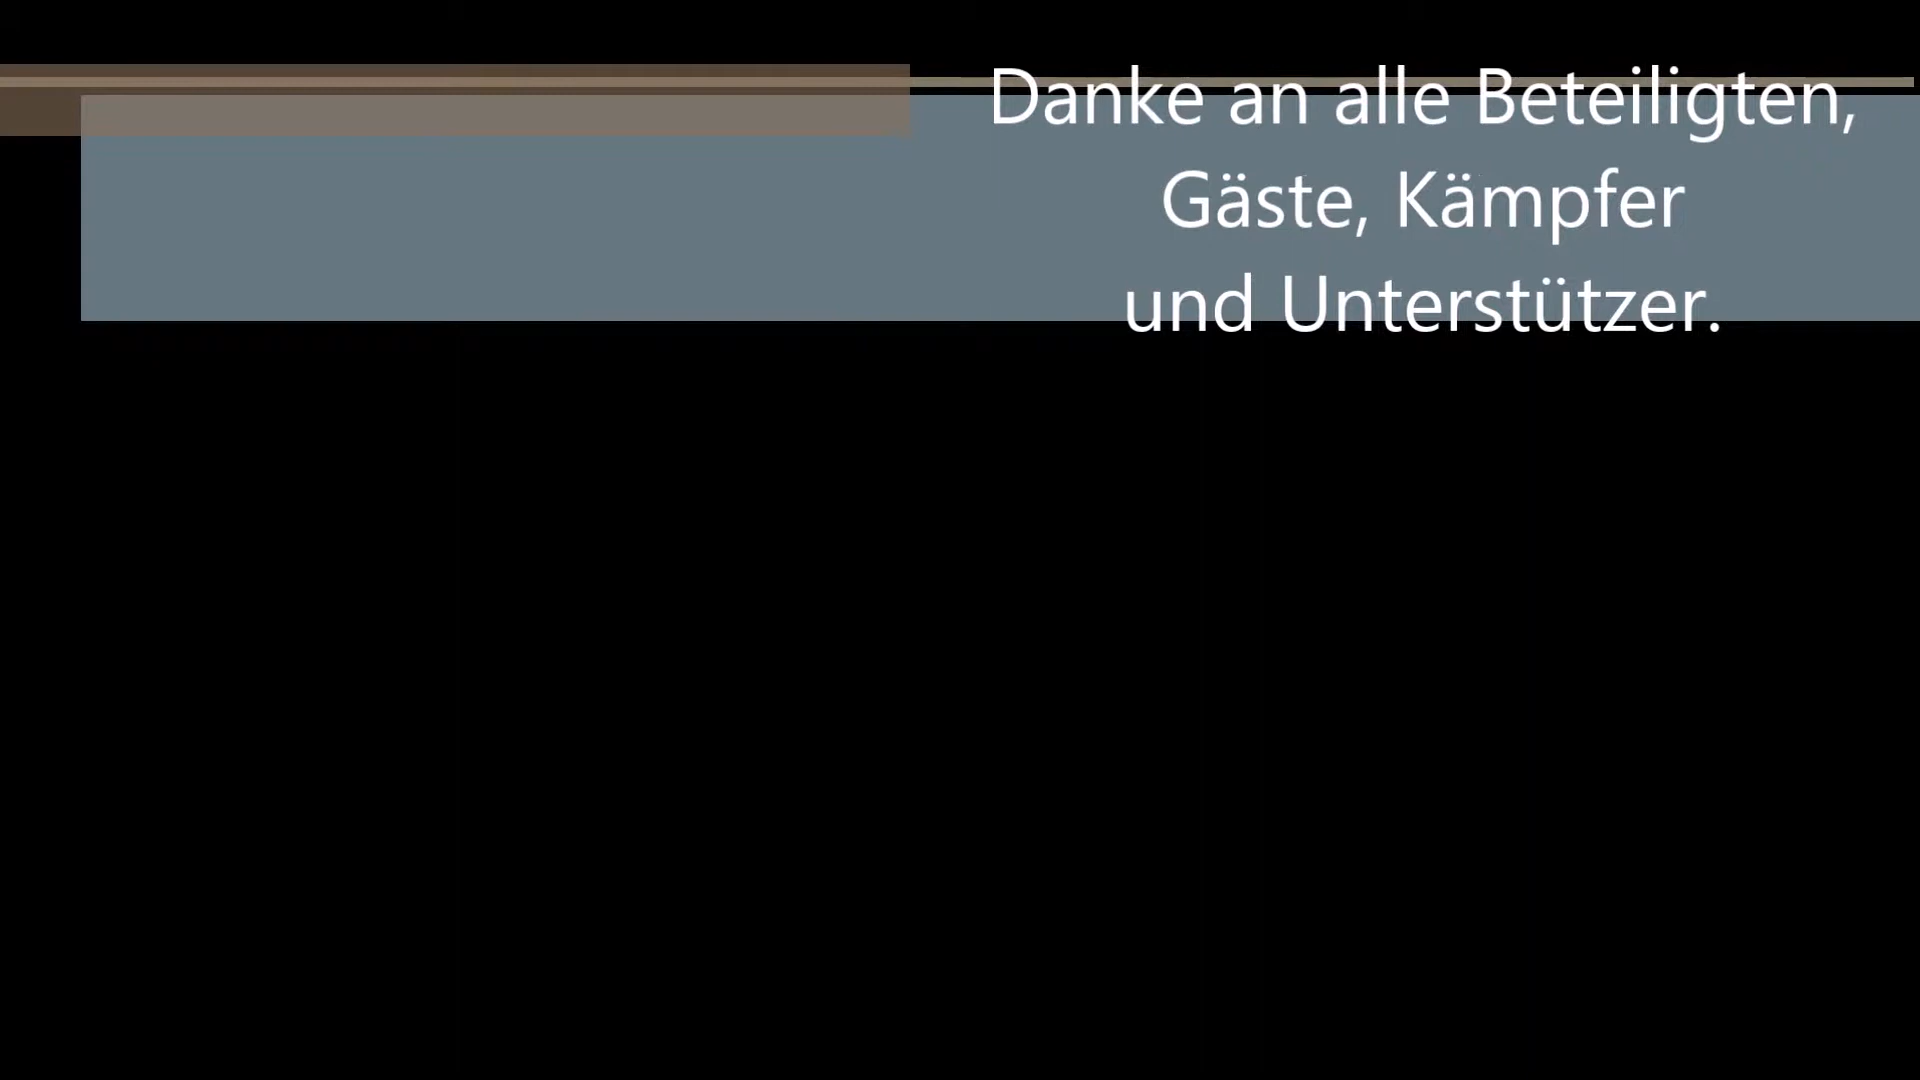 Danke an alle Beteiligten,
Gäste, Kämpfer
und Unterstützer.